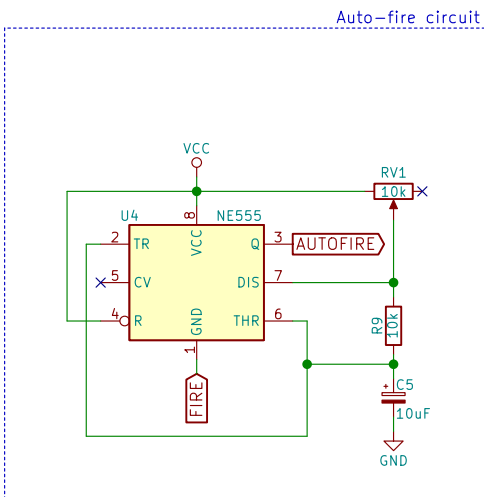 Auto-fire circuit
VCC
RV1
10k
U4
NE555
8
VCC
2
TR
Q
3
AUTOFIRE
5
CV
DIS
7
4
R
GND
THR
6
1
FIRE
R9
10k
+
C5
10uF
GND